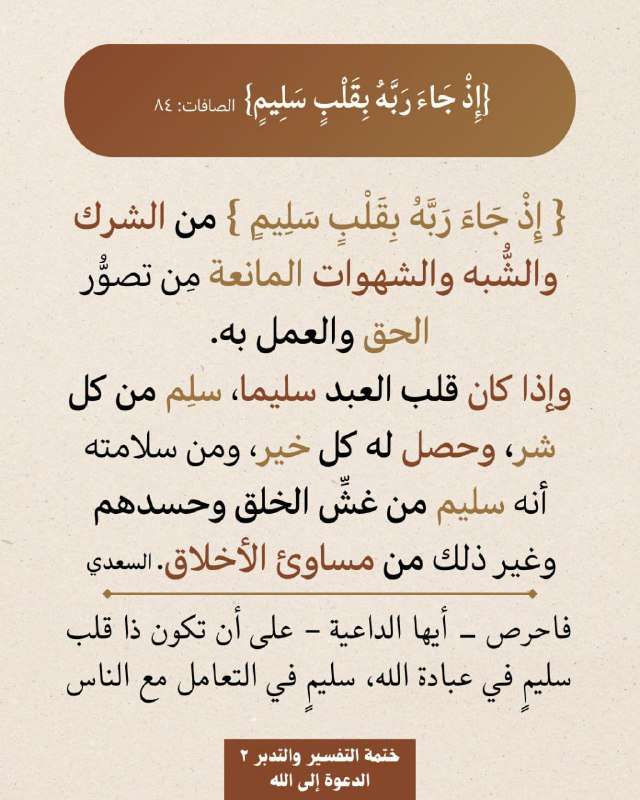 {إِذْ جَاءَ رَبَّهُ بِقَلْبٍ سَلِيمٍ} الصافات: ٨٤
{ إِذْ جَاءَ رَبَّهُ بِقَلْبٍ سَلِيمٍ } من الشرك
والشُّبه والشهوات المانعة مِن تصوُّر
الحق والعمل به.
وإذا كان قلب العبد سليما، سلِم من كل
شر، وحصل له كل خير، ومن سلامته
أنه سليم من غشِّ الخلق وحسدهم
وغير ذلك من مساوئ الأخلاق. السعدي
فاحرص – أيها الداعية – على أن تكون ذا قلب
سليمٍ في عبادة الله، سليمٍ في التعامل مع الناس
ختمة التفسير والتدبر ٢
الدعوة إلى الله